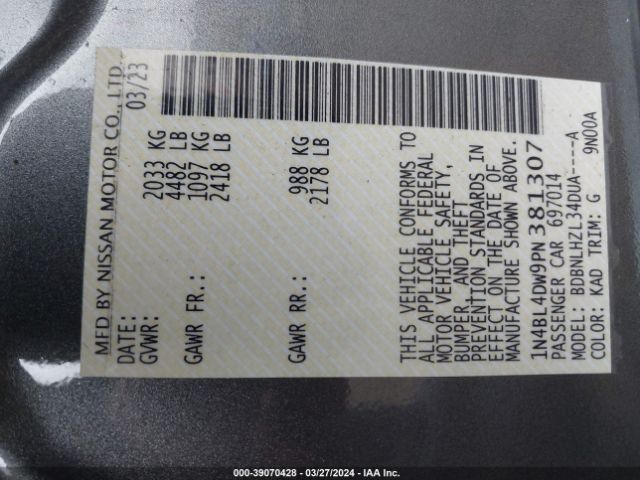 MFD BY NISSAN MOTOR CO., LTD.
DATE: 03/23
GVWR: 2033 KG
4482 LB
GAWR FR.: 1097 KG
2418 LB
GAWR RR.: 988 KG
2178 LB
THIS VEHICLE CONFORMS TO
ALL APPLICABLE FEDERAL
MOTOR VEHICLE SAFETY,
BUMPER, AND THEFT
PREVENTION STANDARDS IN
EFFECT ON THE DATE OF
MANUFACTURE SHOWN ABOVE.
1N4BL4DW9PN381307
PASSENGER CAR 697014
MODEL: BDBNLHZL34DUA----A
COLOR: KAD TRIM: G 9N00A
000-39070428 - 03/27/2024 - IAA Inc.